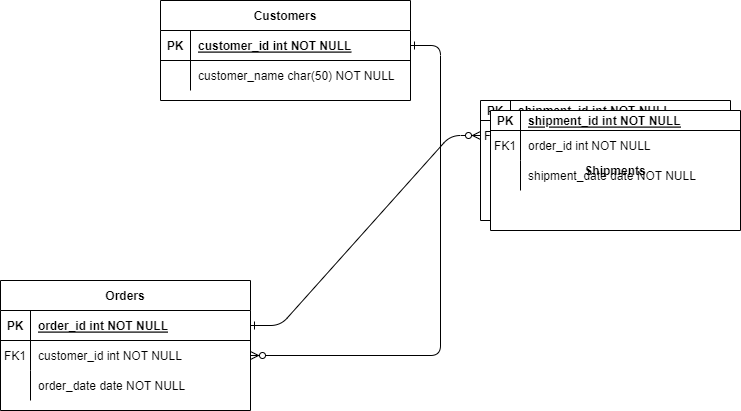 Customers
PK customer_id int NOT NULL
customer_name char(50) NOT NULL
PK shipment_id int NOT NULL
PK shipment_id int NOT NULL
FK1 order_id int NOT NULL
Shipments
shipment_date date NOT NULL
Orders
PK order_id int NOT NULL
FK1 customer_id int NOT NULL
order_date date NOT NULL